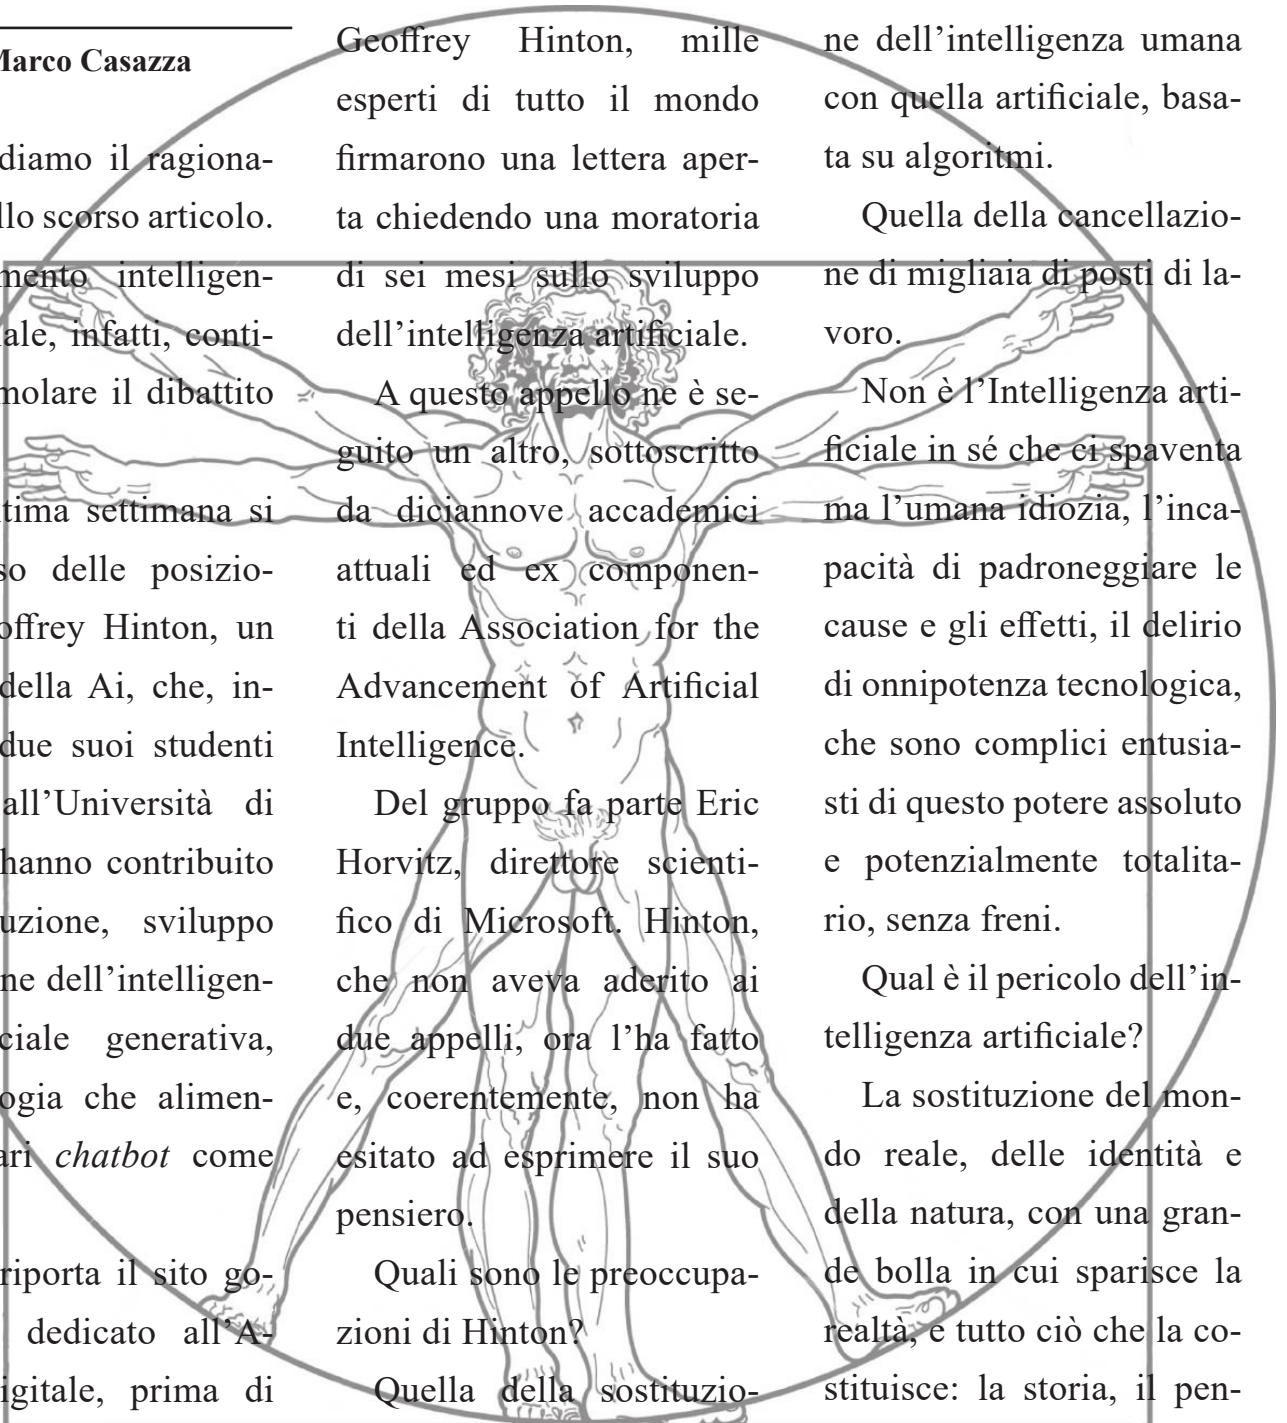 Marco Casazza
diamo il ragiona-
llo scorso articolo.
mento intelligen-
ale, infatti, conti-
molare il dibattito
tima settimana si
so delle posizio-
offrey Hinton, un
della Ai, che, in-
due suoi studenti
all'Università di
hanno contribuito
uzione, sviluppo
ne dell'intelligen-
ciale generativa,
ogia che alimen-
ari chatbot come
riporta il sito go-
dedicato all'A-
igitale, prima di
Geoffrey Hinton, mille
esperti di tutto il mondo
firmarono una lettera aper-
ta chiedendo una moratoria
di sei mesi sullo sviluppo
dell'intelligenza artificiale.
A questo appello ne è se-
guito un altro, sottoscritto
da diciannove accademici
attuali ed ex componen-
ti della Association for the
Advancement of Artificial
Intelligence.
Del gruppo fa parte Eric
Horvitz, direttore scienti-
fico di Microsoft. Hinton,
che non aveva aderito ai
due appelli, ora l'ha fatto
e, coerentemente, non ha
esitato ad esprimere il suo
pensiero.
Quali sono le preoccupa-
zioni di Hinton?
Quella della sostituzio-
ne dell'intelligenza umana
con quella artificiale, basa-
ta su algoritmi.
Quella della cancellazio-
ne di migliaia di posti di la-
voro.
Non è l'Intelligenza arti-
ficiale in sé che ci spaventa
ma l'umana idiozia, l'inca-
pacità di padroneggiare le
cause e gli effetti, il delirio
di onnipotenza tecnologica,
che sono complici entusia-
sti di questo potere assoluto
e potenzialmente totalita-
rio, senza freni.
Qual è il pericolo dell'in-
telligenza artificiale?
La sostituzione del mon-
do reale, delle identità e
della natura, con una gran-
de bolla in cui sparisce la
realtà, e tutto ciò che la co-
stituisce: la storia, il pen-